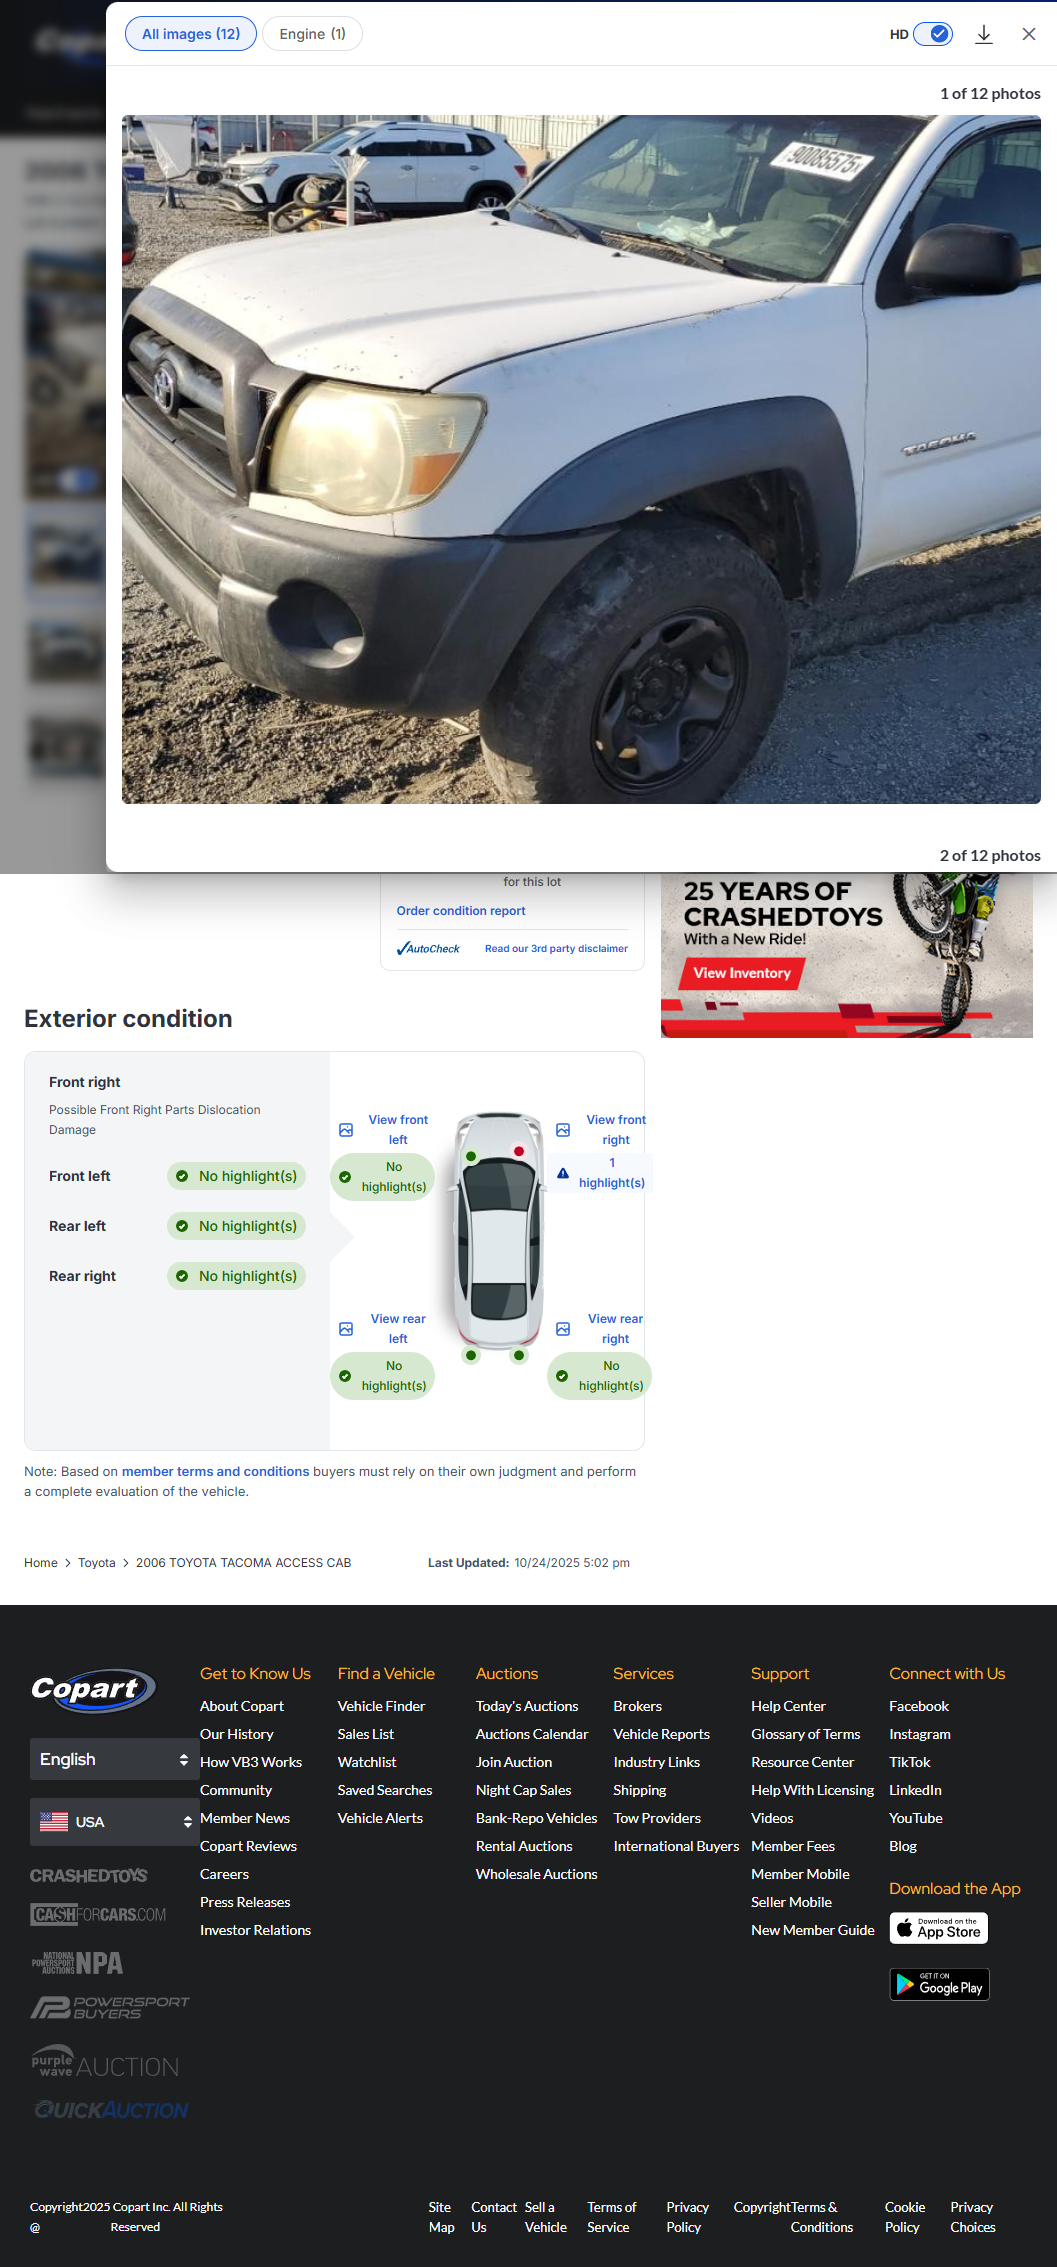 All images (12)
Engine (1)
HD
1 of 12 photos
90085575
TACOMA
2 of 12 photos
for this lot
Order condition report
AutoCheck
Read our 3rd party disclaimer
25 YEARS OF
CRASHEDTOYS
With a New Ride!
View Inventory
Exterior condition
Front right
Possible Front Right Parts Dislocation
Damage
Front left
No highlight(s)
Rear left
No highlight(s)
Rear right
No highlight(s)
View front
left
No
highlight(s)
View front
right
1
highlight(s)
View rear
left
No
highlight(s)
View rear
right
No
highlight(s)
Note: Based on member terms and conditions buyers must rely on their own judgment and perform
a complete evaluation of the vehicle.
Home > Toyota > 2006 TOYOTA TACOMA ACCESS CAB
Last Updated: 10/24/2025 5:02 pm
Copart
English
USA
CRASHEDTOYS
CASHFORCARS.COM
NATIONAL
POWERSPORT
AUCTIONS
NPA
POWERSPORT
BUYERS
purple
wave AUCTION
QUICKAUCTION
Get to Know Us
About Copart
Our History
How VB3 Works
Community
Member News
Copart Reviews
Careers
Press Releases
Investor Relations
Find a Vehicle
Vehicle Finder
Sales List
Watchlist
Saved Searches
Vehicle Alerts
Auctions
Today's Auctions
Auctions Calendar
Join Auction
Night Cap Sales
Bank-Repo Vehicles
Rental Auctions
Wholesale Auctions
Services
Brokers
Vehicle Reports
Industry Links
Shipping
Tow Providers
International Buyers
Support
Help Center
Glossary of Terms
Resource Center
Help With Licensing
Videos
Member Fees
Member Mobile
Seller Mobile
New Member Guide
Connect with Us
Facebook
Instagram
TikTok
LinkedIn
YouTube
Blog
Download the App
Download on the
App Store
GET IT ON
Google Play
Copyright2025 Copart Inc. All Rights
@ Reserved
Site
Map
Contact
Us
Sell a
Vehicle
Terms of
Service
Privacy
Policy
Copyright
Terms &
Conditions
Cookie
Policy
Privacy
Choices